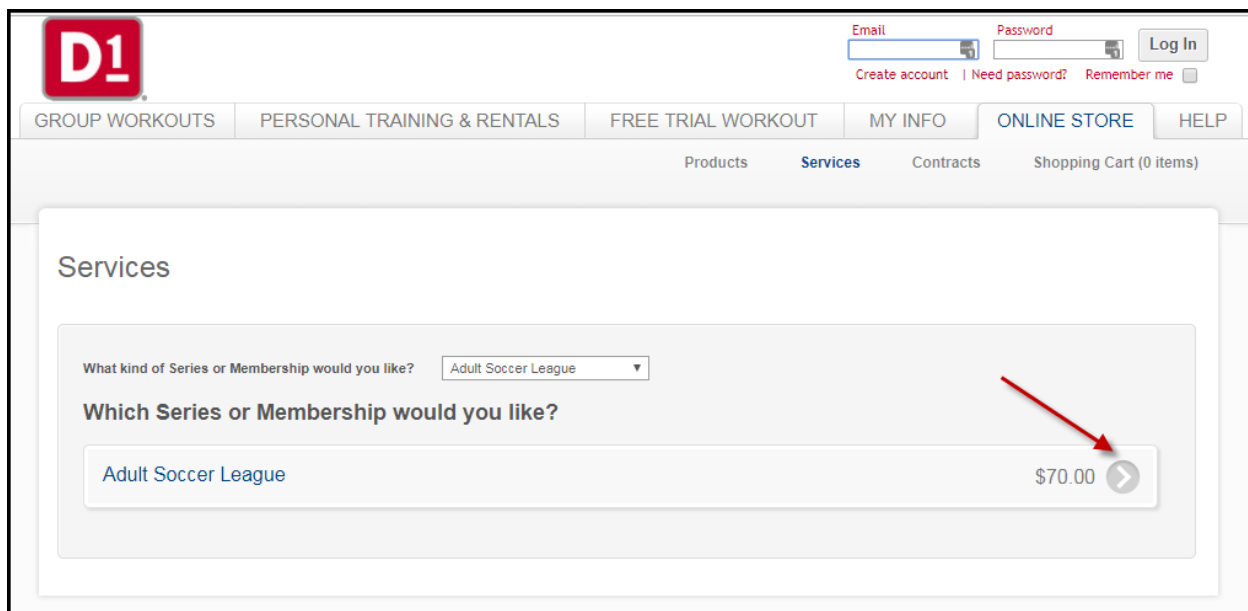 D1
Email Password
Log In
Create account | Need password? Remember me
GROUP WORKOUTS PERSONAL TRAINING & RENTALS FREE TRIAL WORKOUT MY INFO ONLINE STORE HELP
Products Services Contracts Shopping Cart (0 items)
Services
What kind of Series or Membership would you like? Adult Soccer League
Which Series or Membership would you like?
Adult Soccer League $70.00